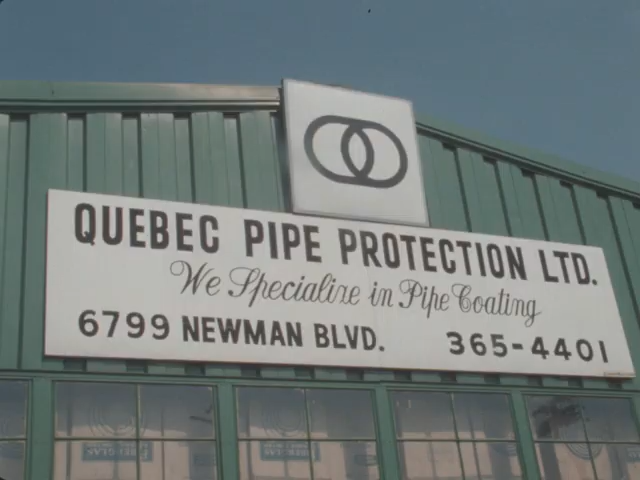 QUEBEC PIPE PROTECTION LTD.
We Specialize in Pipe Coating
6799 NEWMAN BLVD. 365-4401